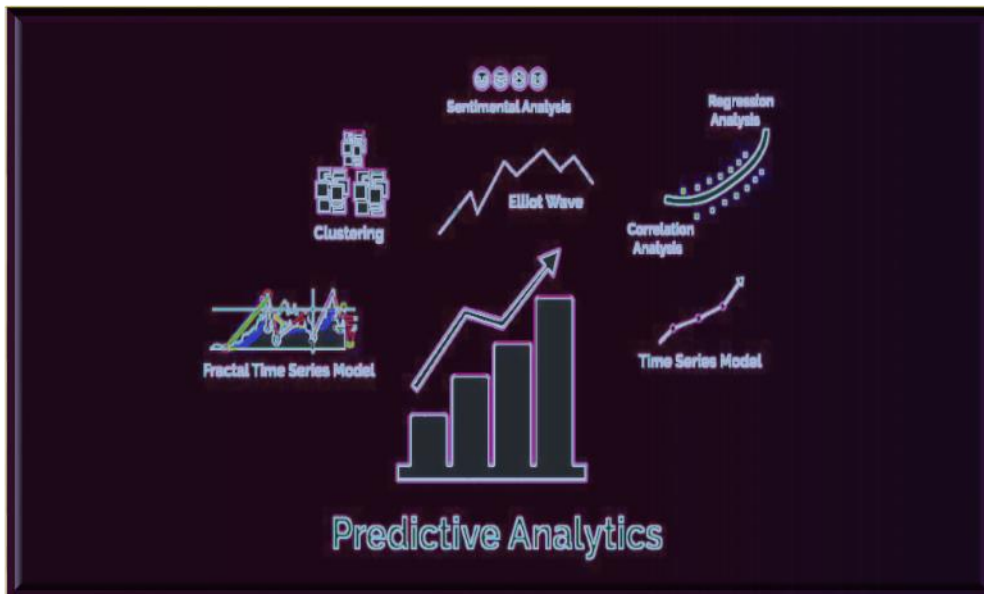 Sentimental Analysis
Regression
Analysis
Elliot Wave
Clustering
Correlation
Analysis
Fractal Time Series Model
Time Series Model
Predictive Analytics